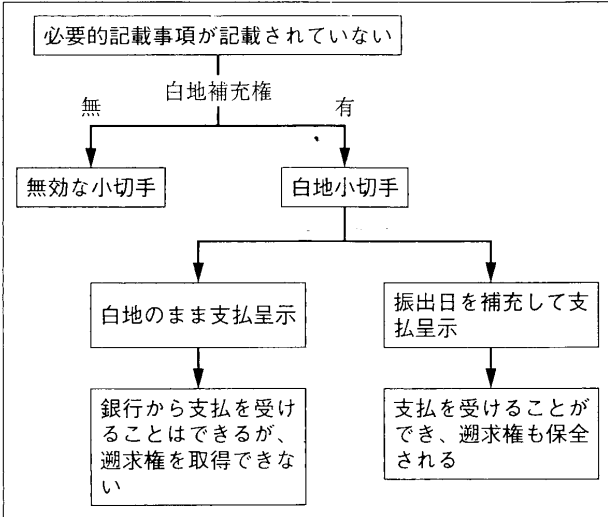 必要的記載事項が記載されていない
白地補充権
無
有
無効な小切手
白地小切手
白地のまま支払呈示
振出日を補充して支
払呈示
銀行から支払を受け
ることはできるが、
遡求権を取得できな
い
支払を受けることが
でき、遡求権も保全
される